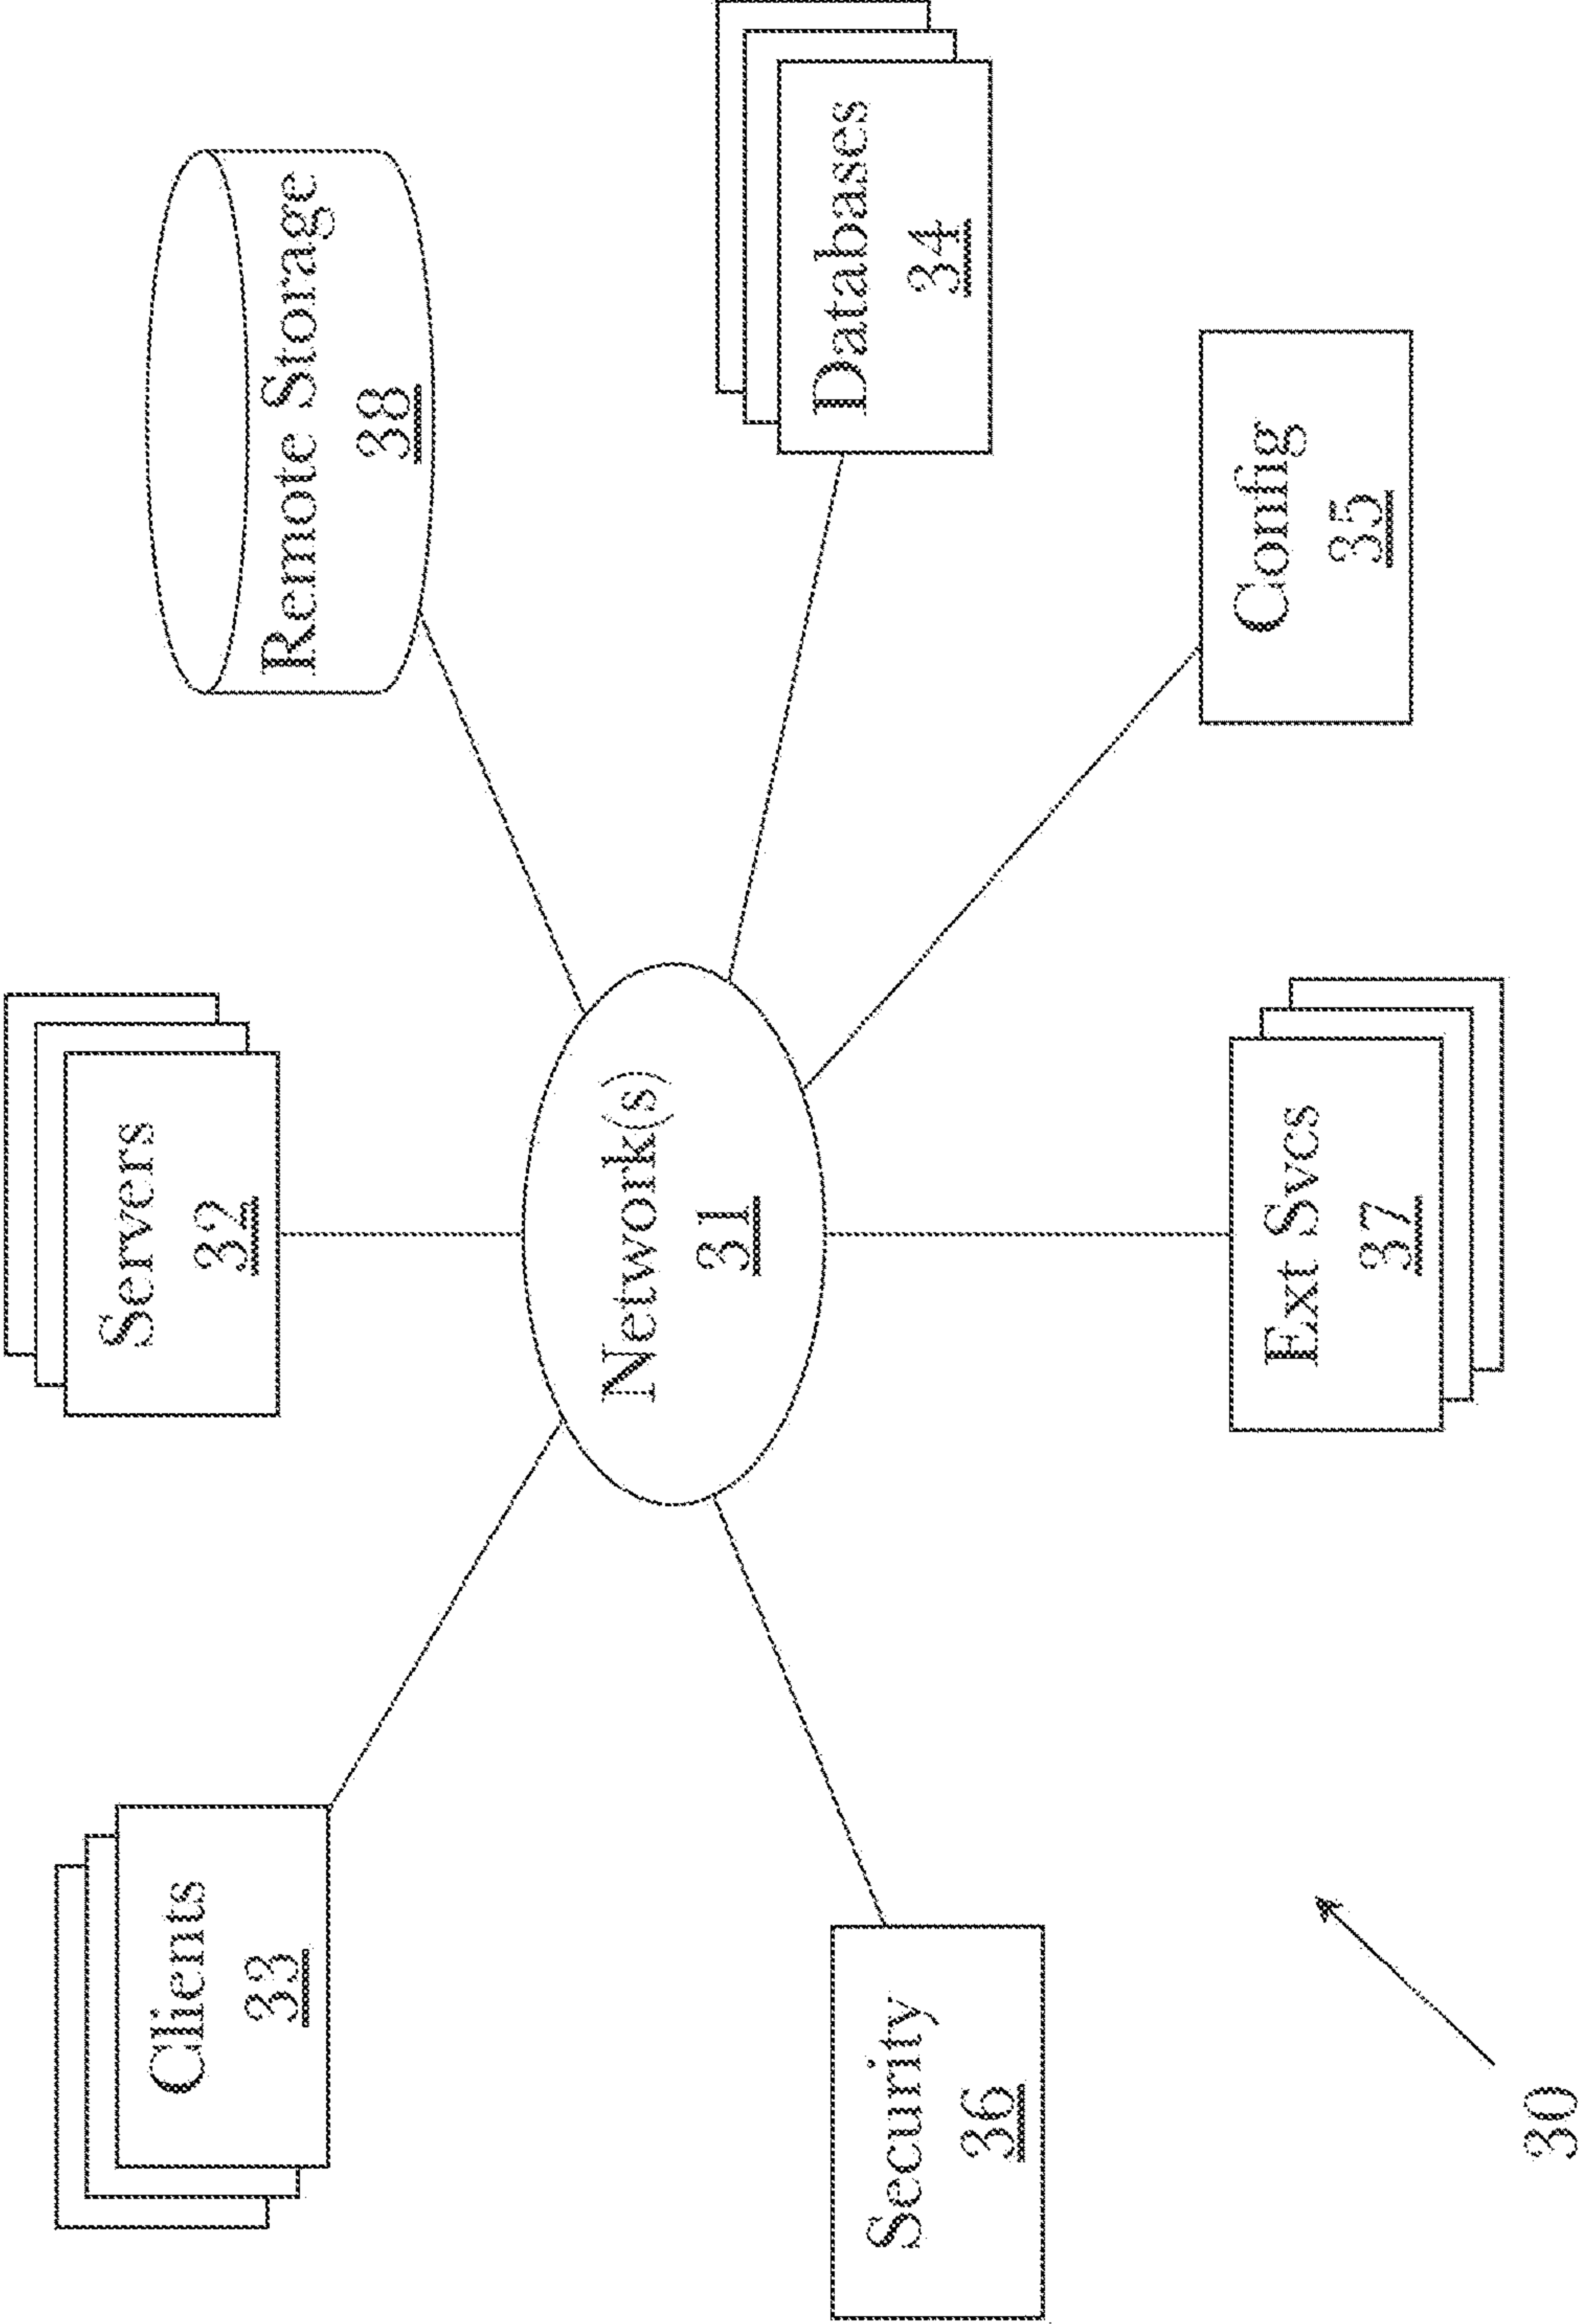 Clients
33
Servers
32
Remote Storage
38
Network(s)
31
Databases
34
Security
36
Ext Svcs
37
Config
35
30